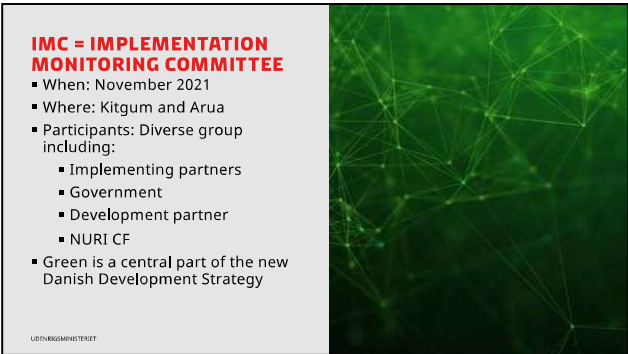 IMC = IMPLEMENTATION
MONITORING COMMITTEE
▪ When: November 2021
▪ Where: Kitgum and Arua
▪ Participants: Diverse group
including:
▪ Implementing partners
▪ Government
▪ Development partner
▪ NURI CF
▪ Green is a central part of the new
Danish Development Strategy
UDENRIGSMINISTERIET